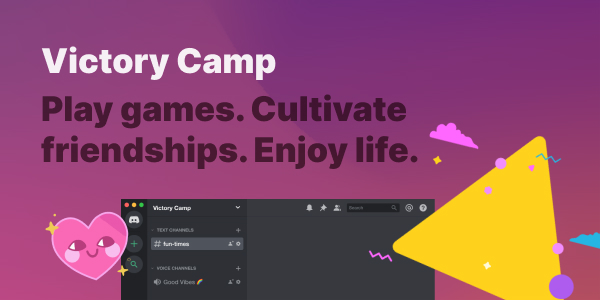 Victory Camp
Play games. Cultivate
friendships. Enjoy life.
Victory Camp
Search
TEXT CHANNELS
# fun-times
VOICE CHANNELS
Good Vibes 🌈